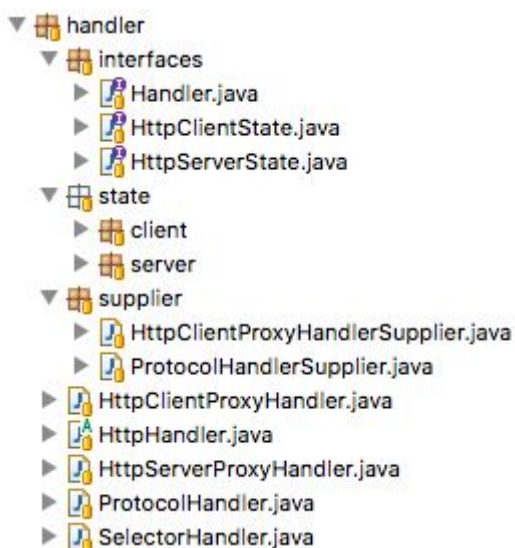 handler
interfaces
Handler.java
HttpClientState.java
HttpServerState.java
state
client
server
supplier
HttpClientProxyHandlerSupplier.java
ProtocolHandlerSupplier.java
HttpClientProxyHandler.java
HttpHandler.java
HttpServerProxyHandler.java
ProtocolHandler.java
SelectorHandler.java